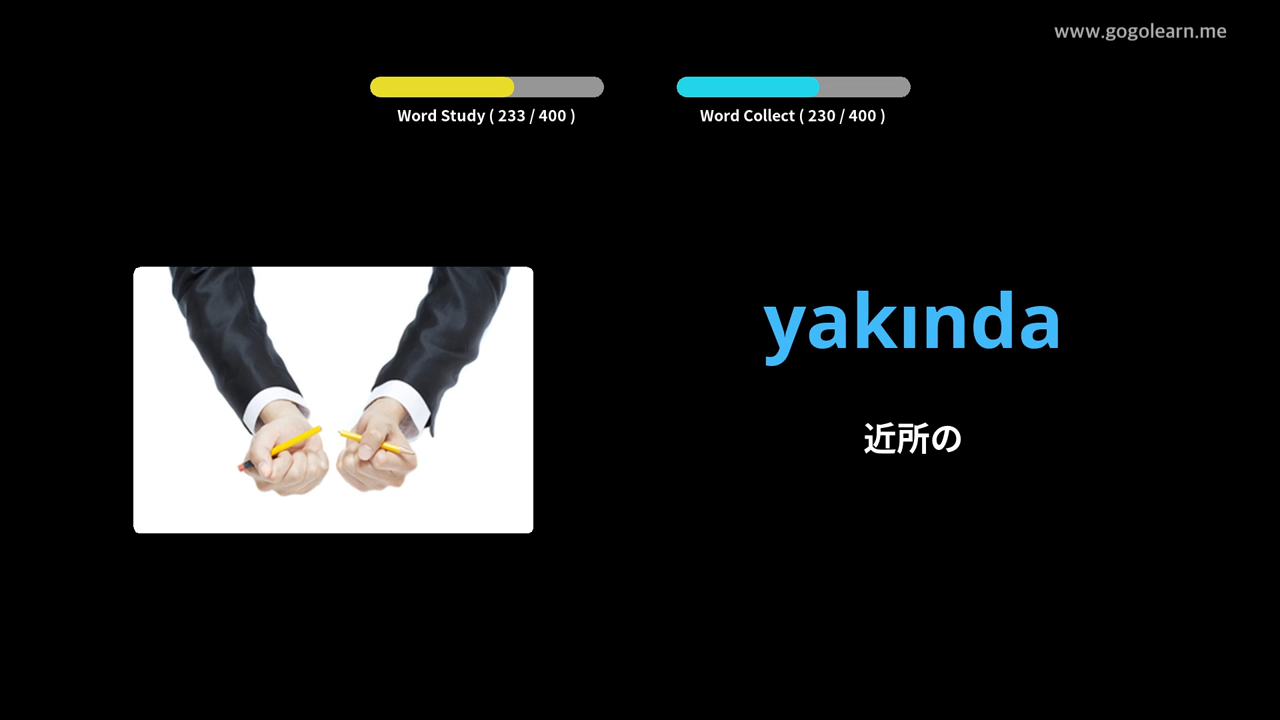 www.gogolearn.me
Word Study ( 233 / 400 )
Word Collect ( 230 / 400 )
yakında
近所の